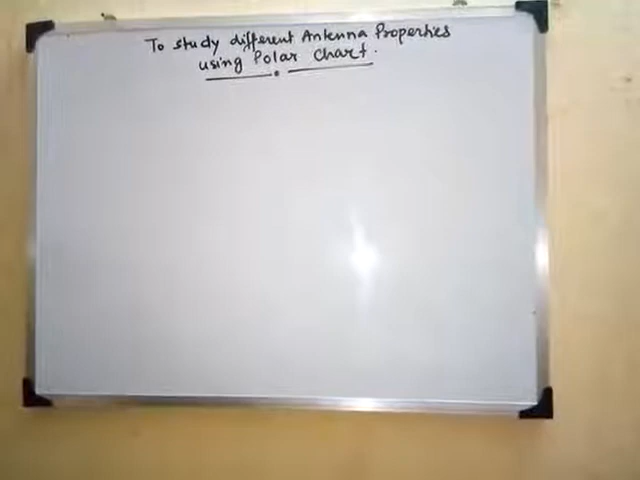 To study different Antenna Properties
using Polar Chart.